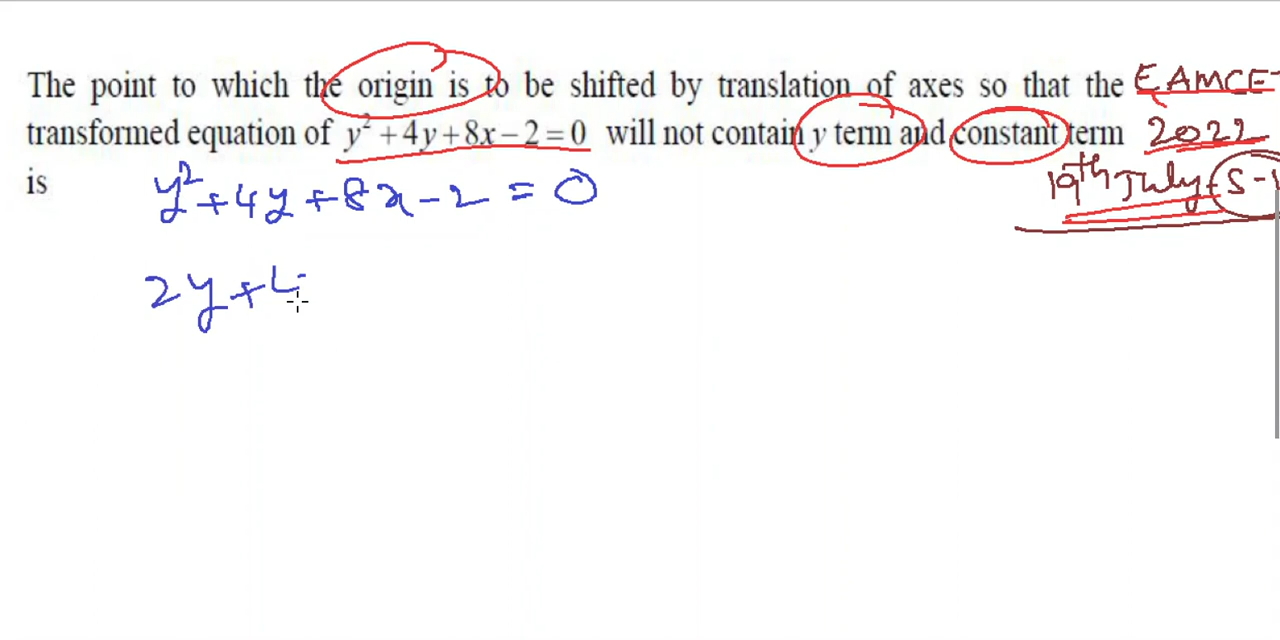 The point to which the origin is to be shifted by translation of axes so that the EAMCET
transformed equation of y² +4y+8x−2=0 will not contain y term and constant term 2022
is
19th July S-1
y²+4y+8x-2=0
2y+4